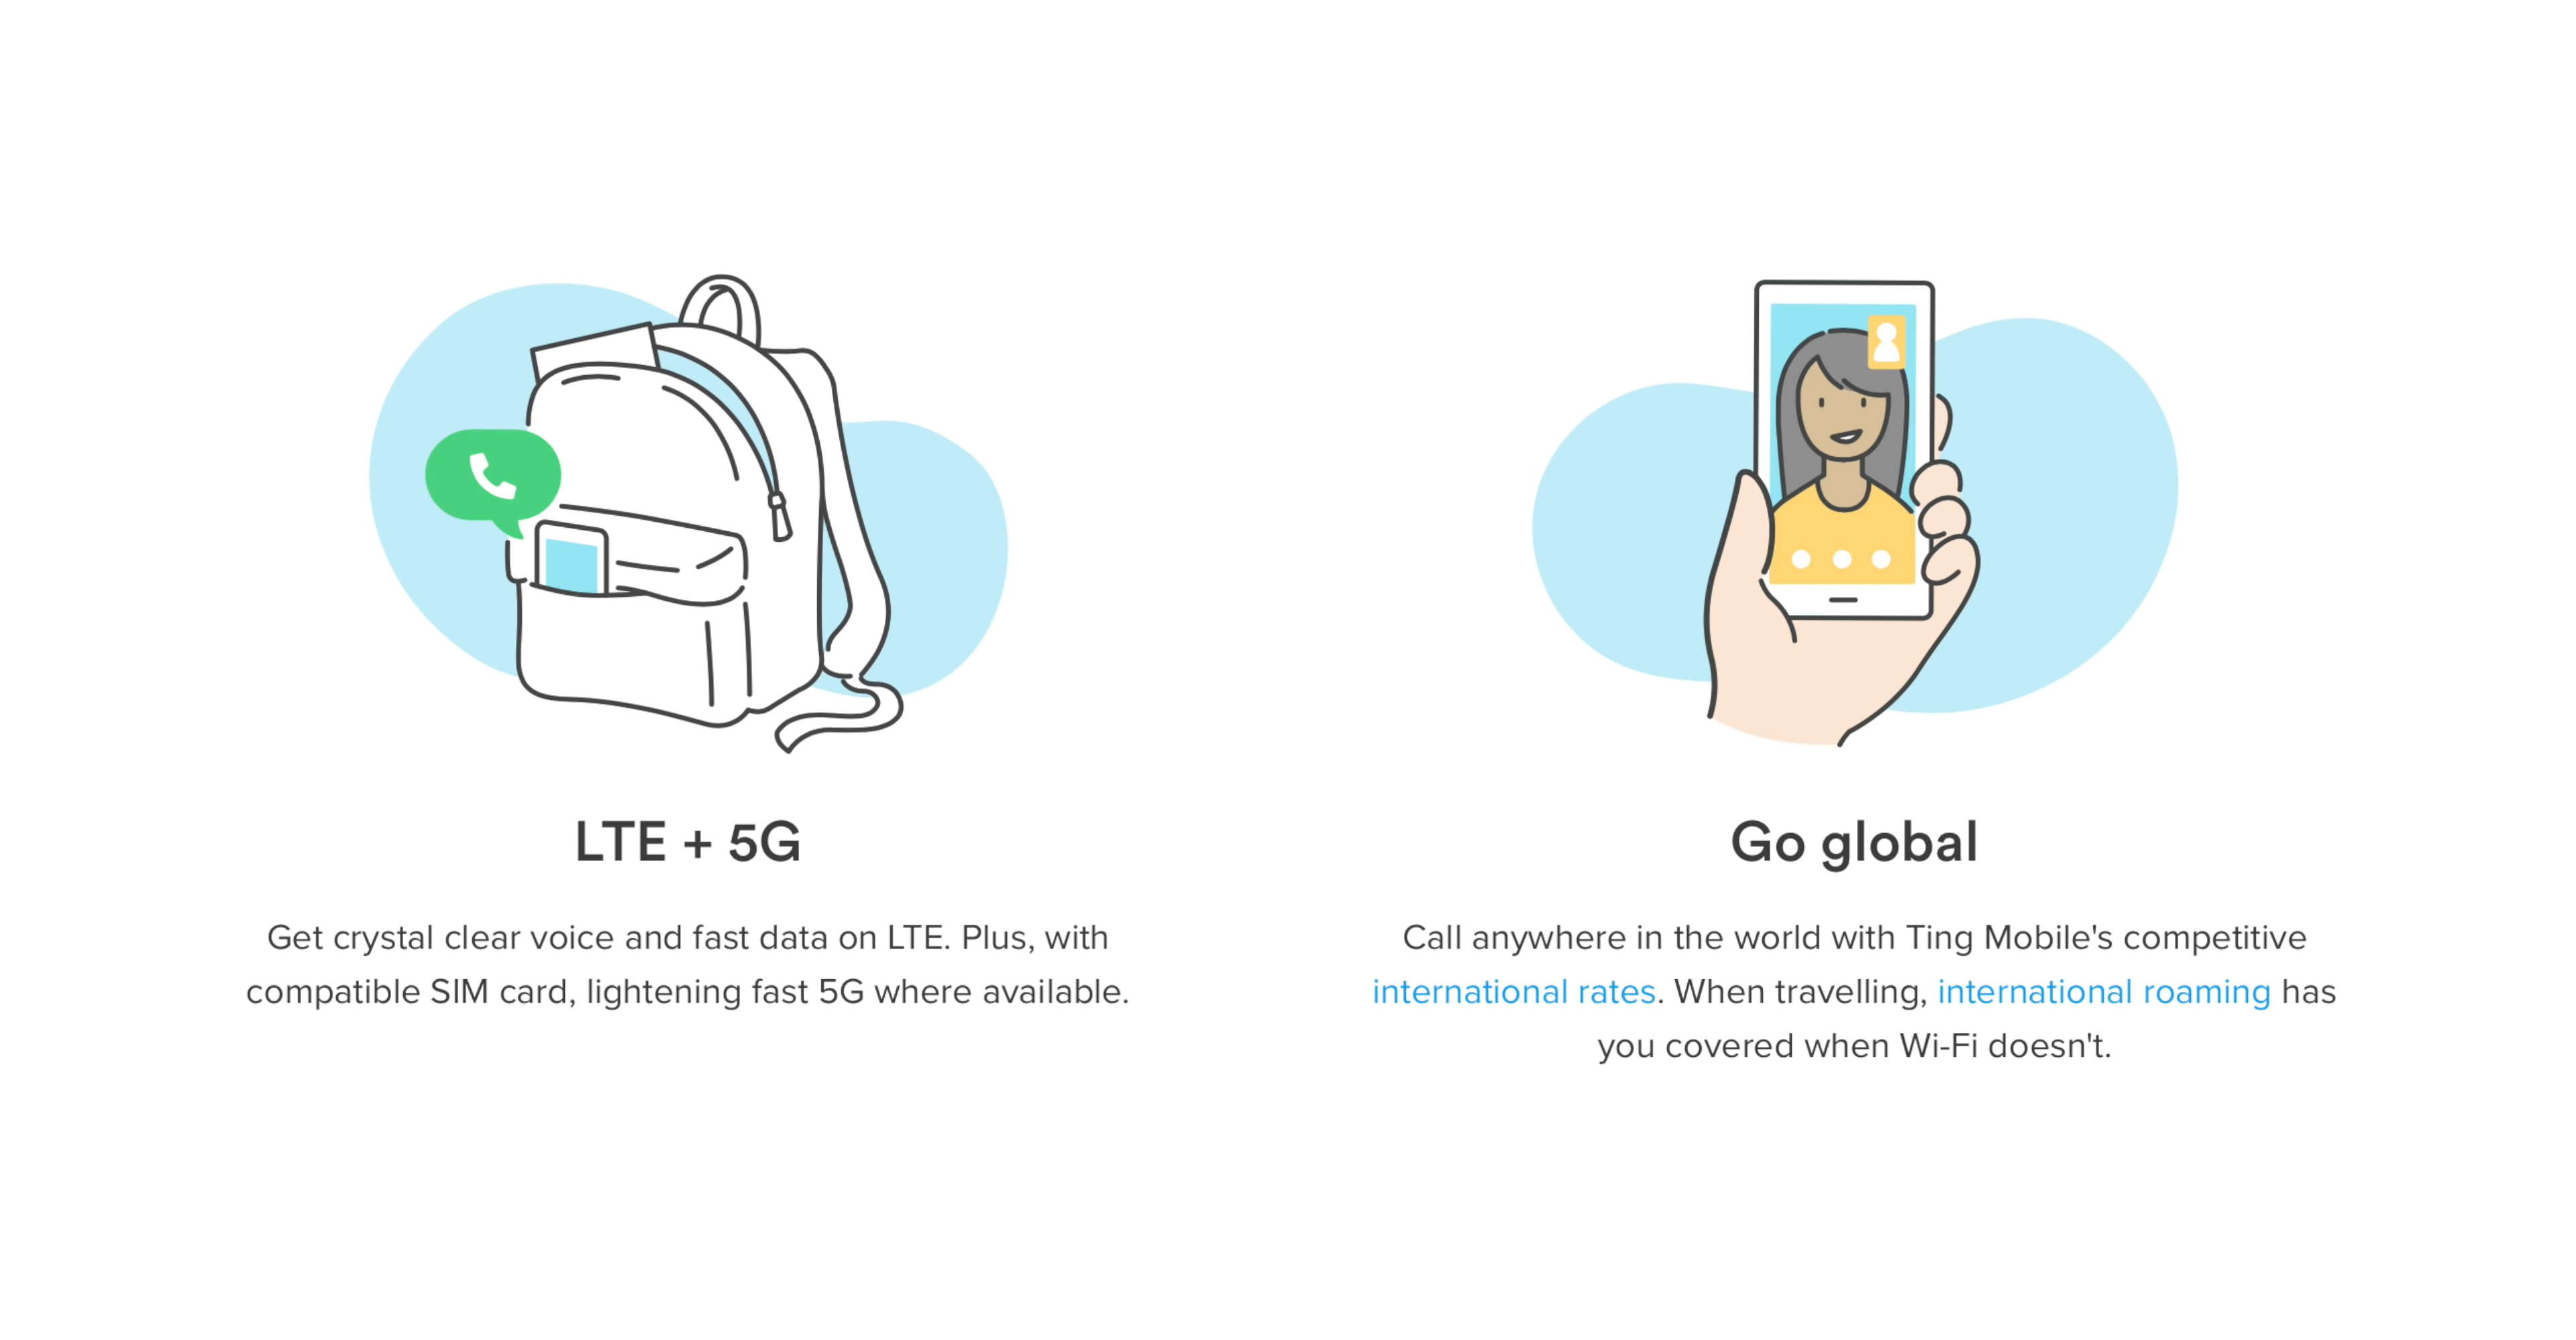 LTE + 5G
Get crystal clear voice and fast data on LTE. Plus, with
compatible SIM card, lightening fast 5G where available.
Go global
Call anywhere in the world with Ting Mobile's competitive
international rates. When travelling, international roaming has
you covered when Wi-Fi doesn't.